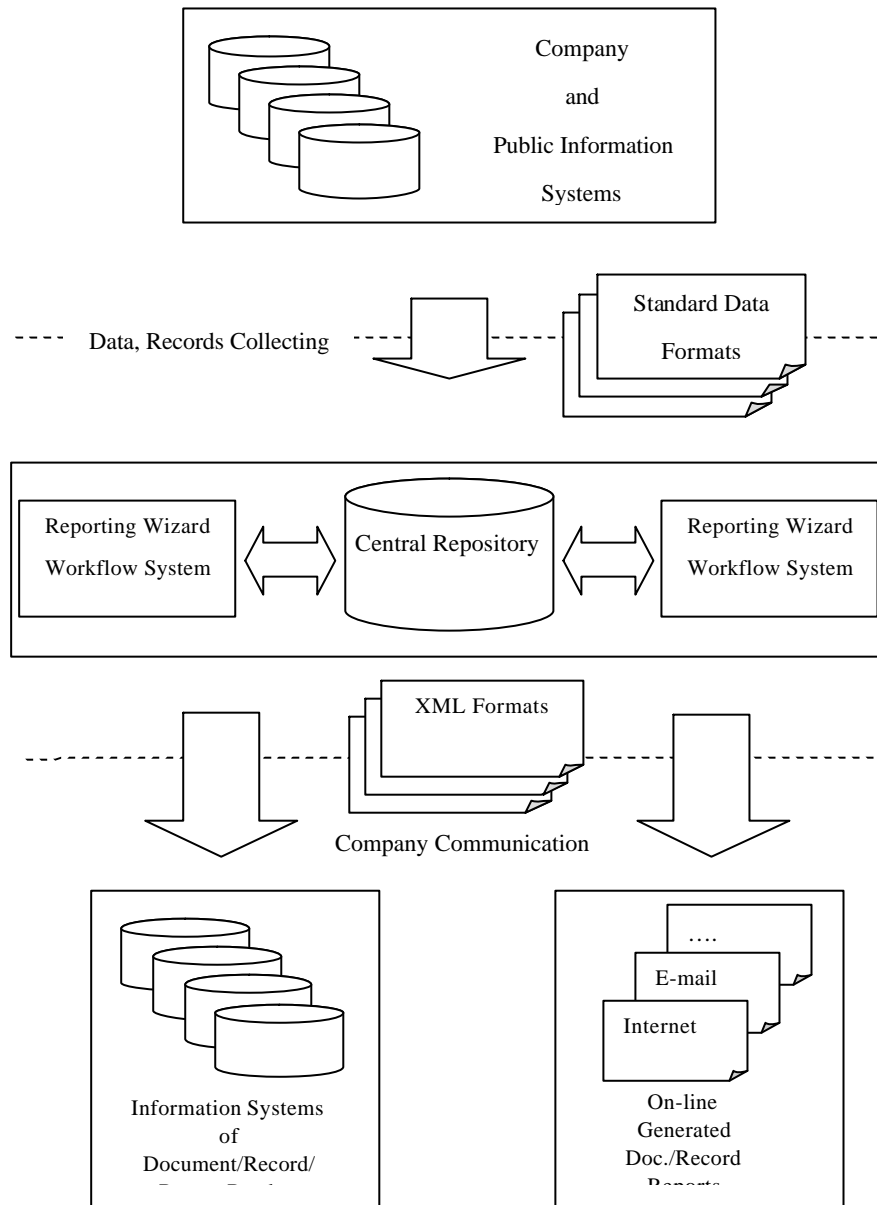 Company
and
Public Information
Systems
Standard Data
Formats
Data, Records Collecting
Reporting Wizard
Workflow System
Central Repository
Reporting Wizard
Workflow System
XML Formats
Company Communication
....
E-mail
Internet
Information Systems
of
Document/Record/
On-line
Generated
Doc./Record
Reports